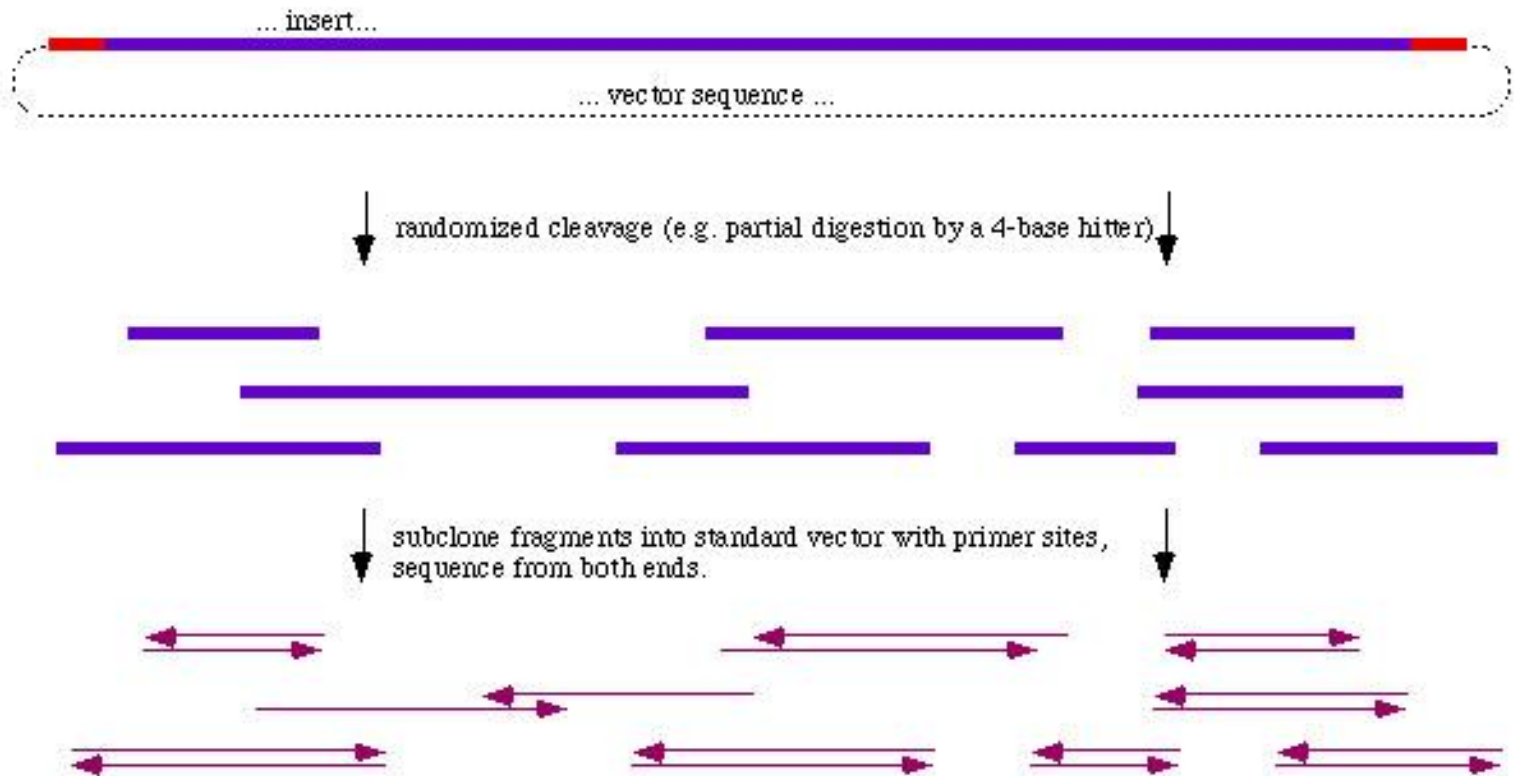 ... insert...
... vector sequence ...
randomized cleavage (e.g. partial digestion by a 4-base hitter)
subclone fragments into standard vector with primer sites,
sequence from both ends.